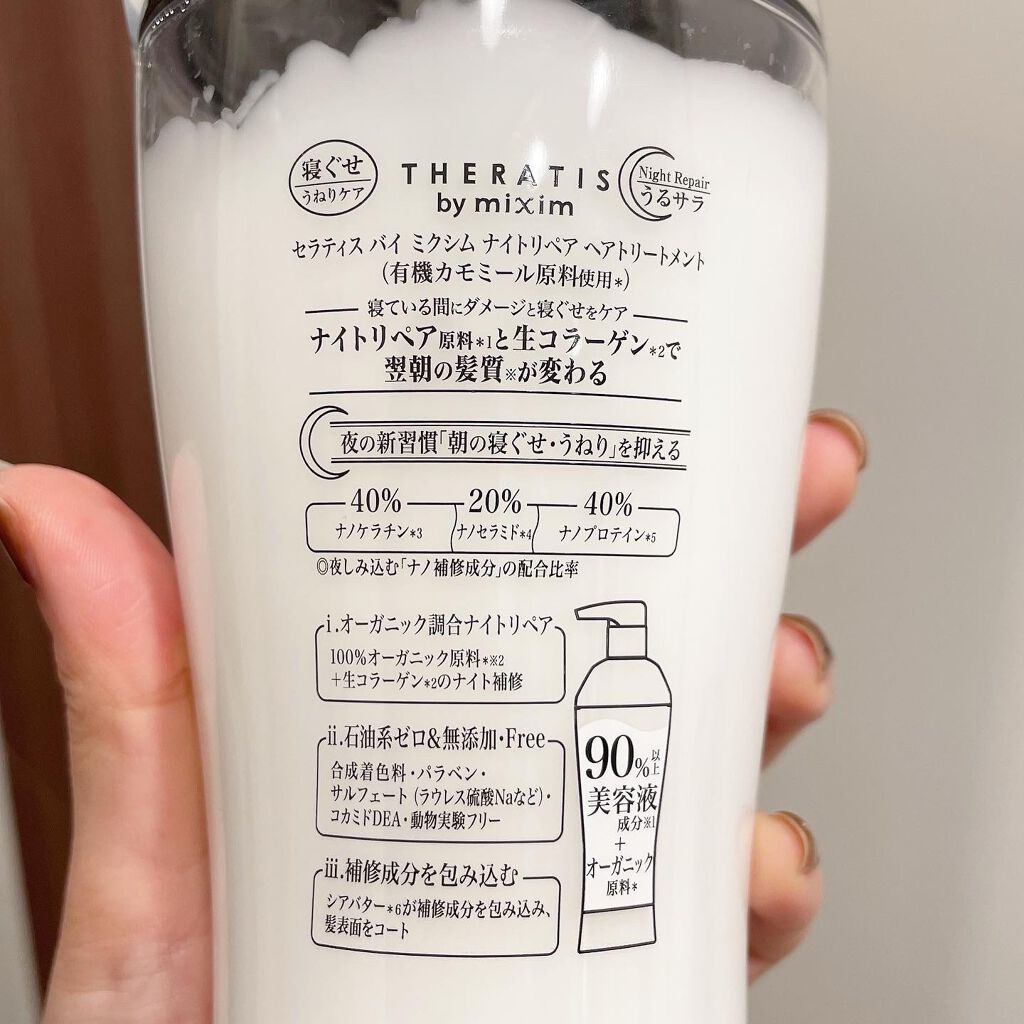 寝ぐせ
うねりケア
THERATIS
by mixim
Night Repair
うるサラ
セラティス バイ ミクシム ナイトリペア ヘアトリートメント
(有機カモミール原料使用*)
寝ている間にダメージと寝ぐせをケア
ナイトリペア原料*1と生コラーゲン*2で
翌朝の髪質※が変わる
夜の新習慣「朝の寝ぐせ・うねり」を抑える
40% 20% 40%
ナノケラチン*3 ナノセラミド*4 ナノプロテイン*5
◎夜しみ込む「ナノ補修成分」の配合比率
i.オーガニック調合ナイトリペア
100%オーガニック原料*※2
+生コラーゲン*2のナイト補修
ii.石油系ゼロ&無添加・Free
合成着色料・パラベン・
サルフェート(ラウレス硫酸Naなど)・
コカミドDEA・動物実験フリー
iii.補修成分を包み込む
シアバター*6が補修成分を包み込み、
髪表面をコート
90%以上
美容液
成分※1
+
オーガニック
原料*